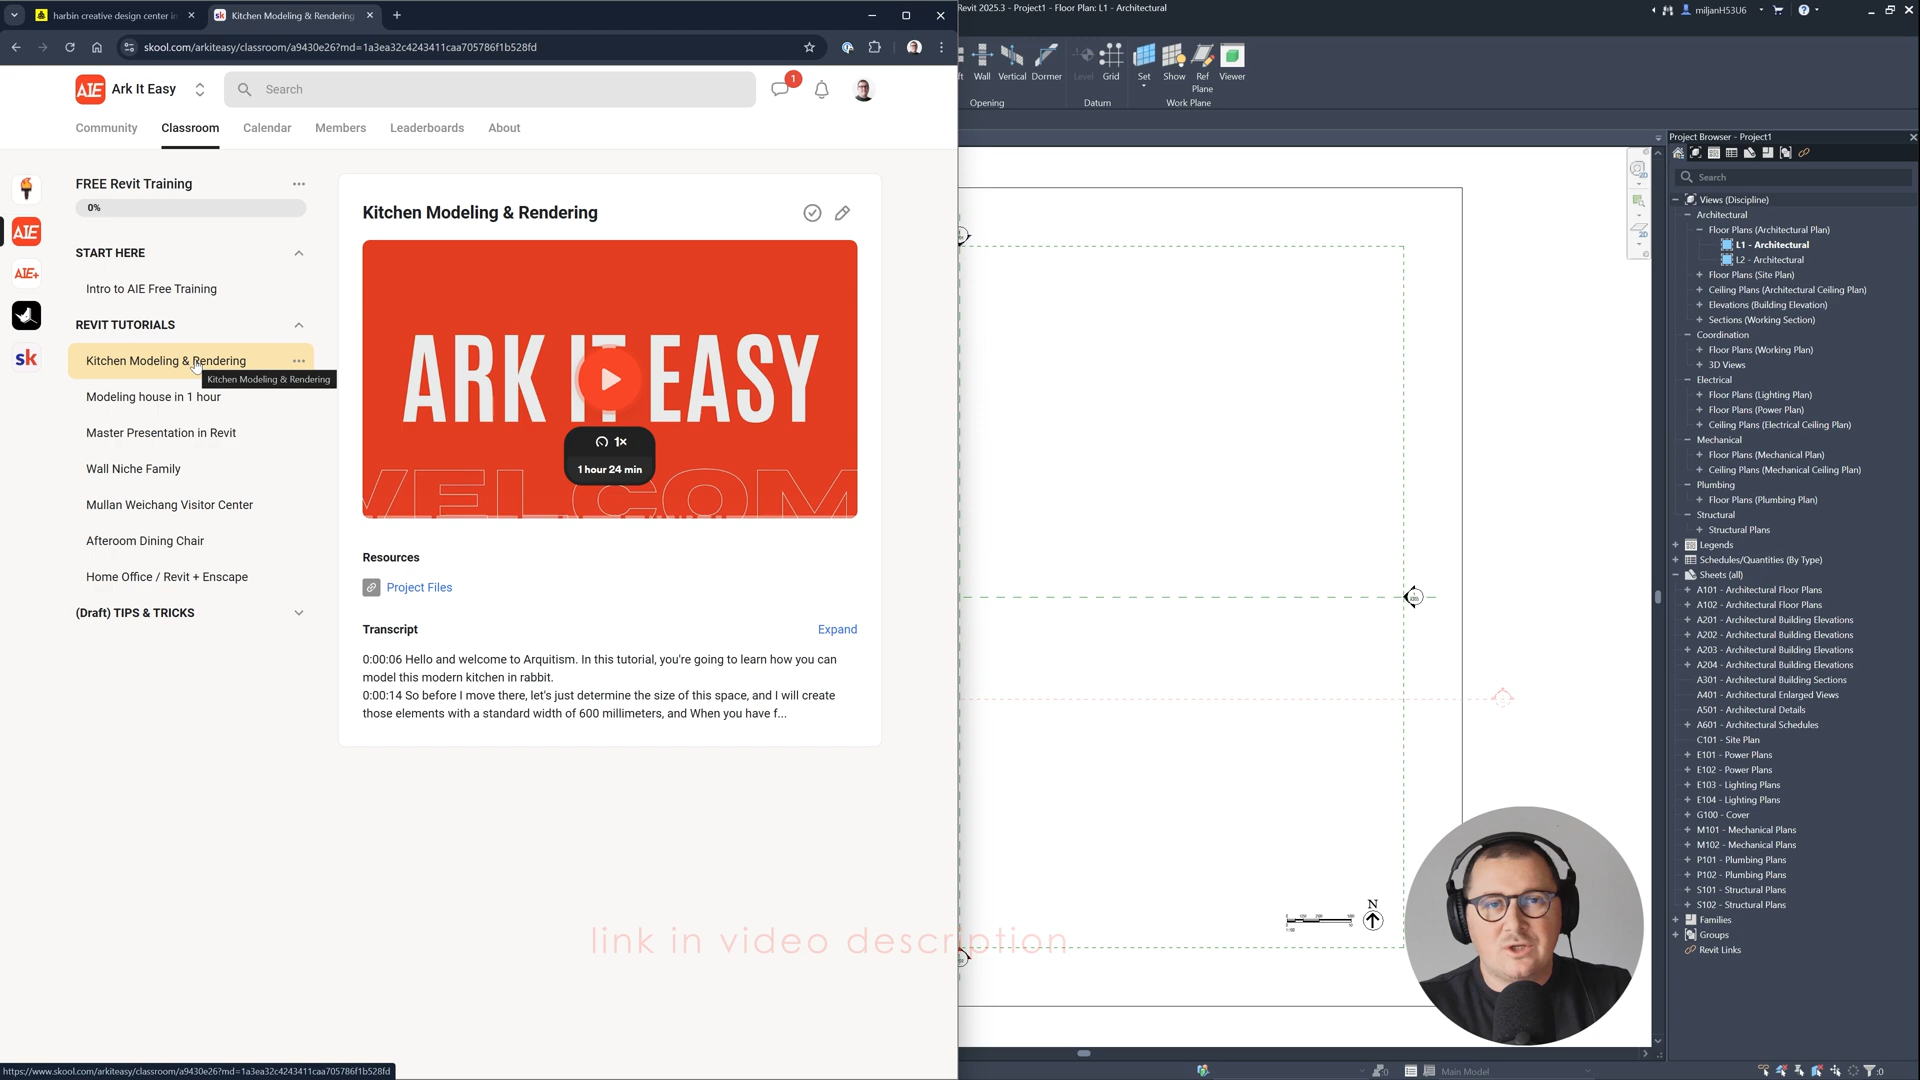 harbin creative design center in
Kitchen Modeling & Rendering
skool.com/arkiteasy/classroom/a9430e26?md=1a3ea32c4243411caa705786f1b528fd
AIE
Ark It Easy
Search
1
Community
Classroom
Calendar
Members
Leaderboards
About
AIE
AIE+
sk
FREE Revit Training
0%
START HERE
Intro to AIE Free Training
REVIT TUTORIALS
Kitchen Modeling & Rendering
Kitchen Modeling & Rendering
Modeling house in 1 hour
Master Presentation in Revit
Wall Niche Family
Mullan Weichang Visitor Center
Afteroom Dining Chair
Home Office / Revit + Enscape
(Draft) TIPS & TRICKS
Kitchen Modeling & Rendering
ARK IT EASY
1×
1 hour 24 min
Resources
Project Files
Transcript
Expand
0:00:06 Hello and welcome to Arquitism. In this tutorial, you're going to learn how you can
model this modern kitchen in rabbit.
0:00:14 So before I move there, let's just determine the size of this space, and I will create
those elements with a standard width of 600 millimeters, and When you have f...
link in video description
https://www.skool.com/arkiteasy/classroom/a9430e26?md=1a3ea32c4243411caa705786f1b528fd
Revit 2025.3 - Project1 - Floor Plan: L1 - Architectural
miljanH53U6
Wall
Vertical
Dormer
Level
Grid
Set
Show
Ref
Plane
Viewer
Opening
Datum
Work Plane
N
Main Model
:0
:0
Project Browser - Project1
Search
Views (Discipline)
Architectural
Floor Plans (Architectural Plan)
L1 - Architectural
L2 - Architectural
Floor Plans (Site Plan)
Ceiling Plans (Architectural Ceiling Plan)
Elevations (Building Elevation)
Sections (Working Section)
Coordination
Floor Plans (Working Plan)
3D Views
Electrical
Floor Plans (Lighting Plan)
Floor Plans (Power Plan)
Ceiling Plans (Electrical Ceiling Plan)
Mechanical
Floor Plans (Mechanical Plan)
Ceiling Plans (Mechanical Ceiling Plan)
Plumbing
Floor Plans (Plumbing Plan)
Structural
Structural Plans
Legends
Schedules/Quantities (By Type)
Sheets (all)
A101 - Architectural Floor Plans
A102 - Architectural Floor Plans
A201 - Architectural Building Elevations
A202 - Architectural Building Elevations
A203 - Architectural Building Elevations
A204 - Architectural Building Elevations
A301 - Architectural Building Sections
A401 - Architectural Enlarged Views
A501 - Architectural Details
A601 - Architectural Schedules
C101 - Site Plan
E101 - Power Plans
E102 - Power Plans
E103 - Lighting Plans
E104 - Lighting Plans
G100 - Cover
M101 - Mechanical Plans
M102 - Mechanical Plans
P101 - Plumbing Plans
P102 - Plumbing Plans
S101 - Structural Plans
S102 - Structural Plans
Families
Groups
Revit Links